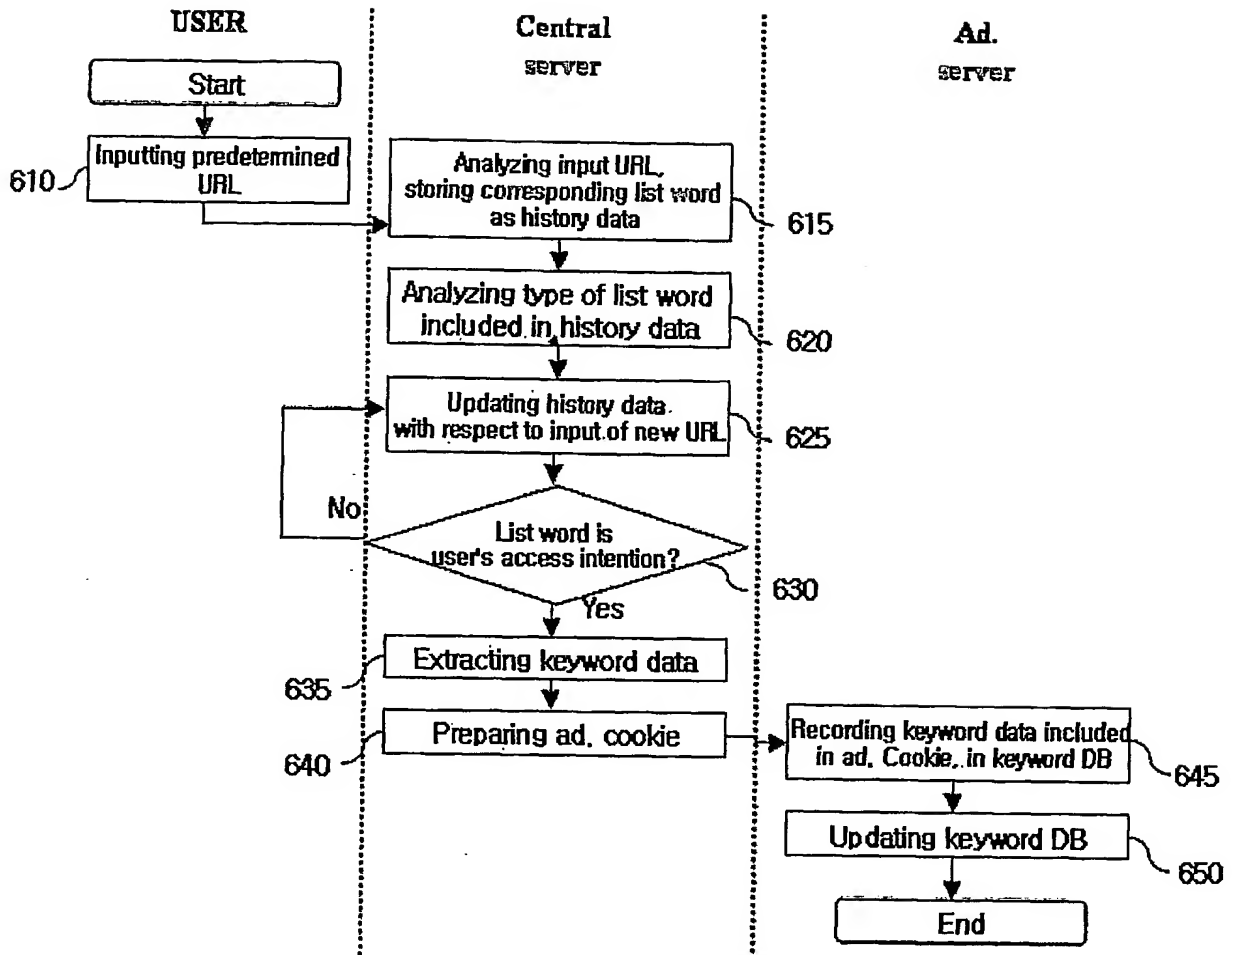 USER
Central
server
Ad.
server
Start
Inputting predetermined
URL
610
Analyzing input URL,
storing corresponding list word
as history data
615
Analyzing type of list word
included in history data
620
Updating history data
with respect to input of new URL
625
No
List word is
user's access intention?
630
Yes
Extracting keyword data
635
Preparing ad. cookie
640
Recording keyword data included
in ad. Cookie, in keyword DB
645
Updating keyword DB
650
End